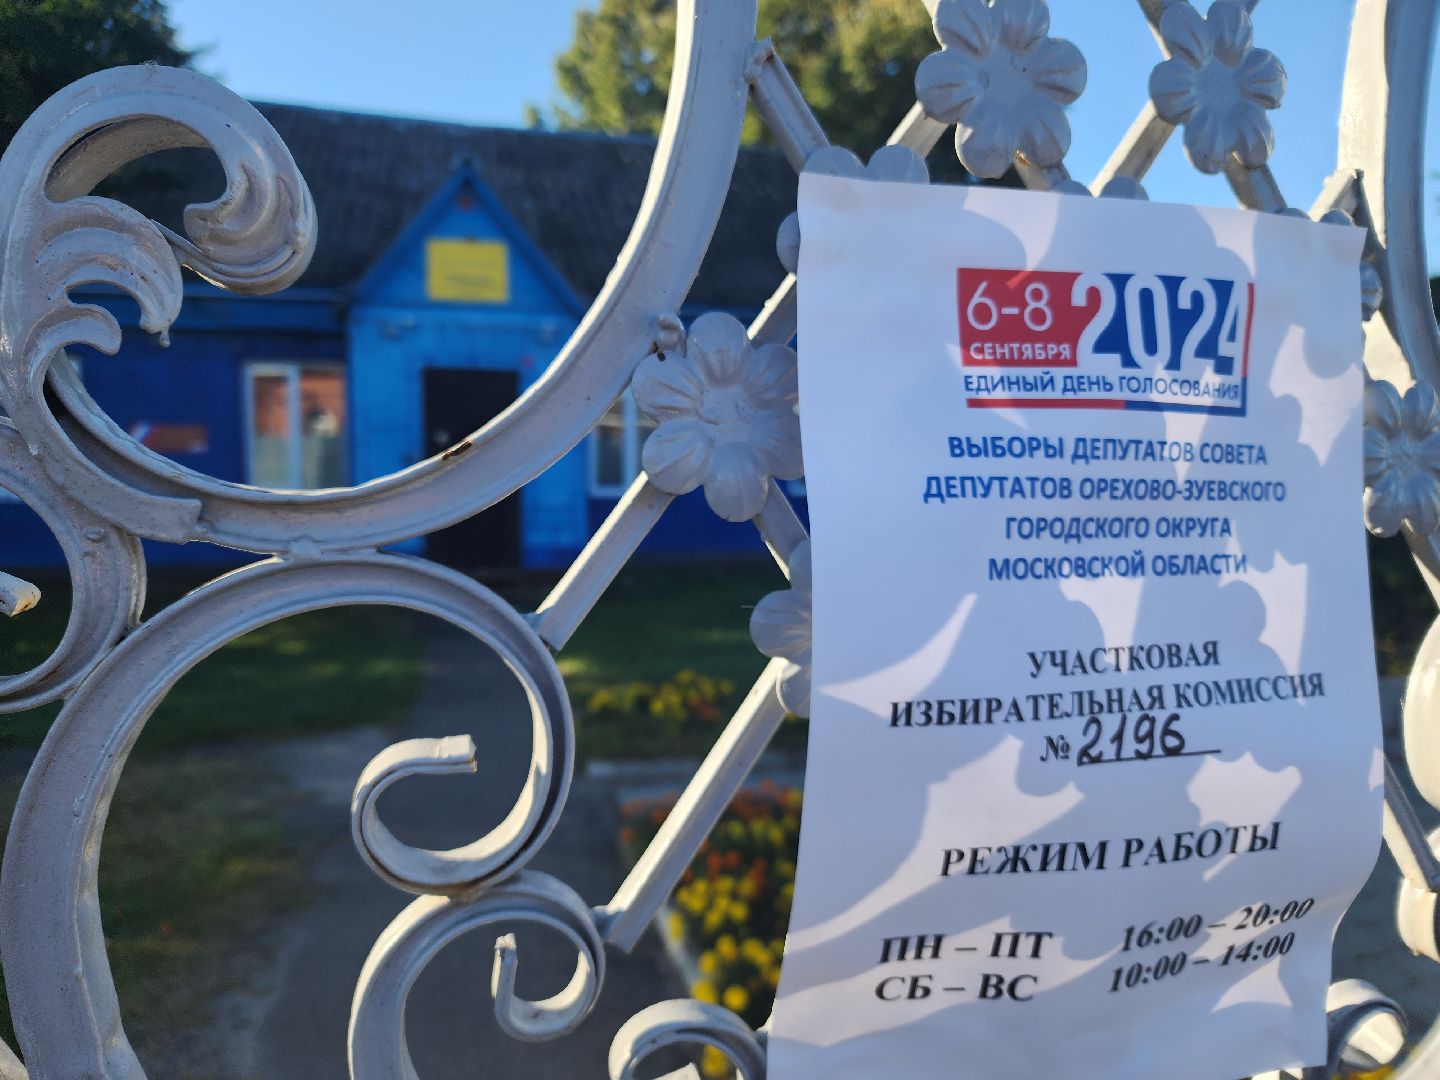 6-8
СЕНТЯБРЯ
2024
ЕДИНЫЙ ДЕНЬ ГОЛОСОВАНИЯ
ВЫБОРЫ ДЕПУТАТОВ СОВЕТА
ДЕПУТАТОВ ОРЕХОВО-ЗУЕВСКОГО
ГОРОДСКОГО ОКРУГА
МОСКОВСКОЙ ОБЛАСТИ
УЧАСТКОВАЯ
ИЗБИРАТЕЛЬНАЯ КОМИССИЯ
№ 2196
РЕЖИМ РАБОТЫ
ПН – ПТ 16:00 – 20:00
СБ – ВС 10:00 – 14:00